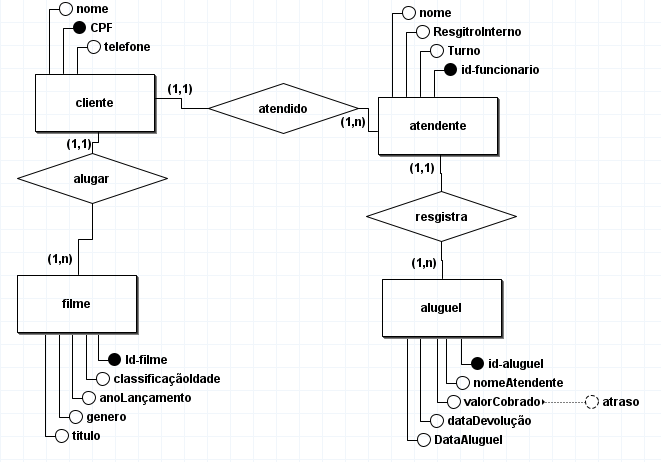 nome
CPF
telefone
cliente
(1,1)
atendido
(1,n)
nome
ResgitroInterno
Turno
id-funcionario
atendente
(1,1)
alugar
(1,n)
filme
Id-filme
classificaçãoIdade
anoLançamento
genero
titulo
(1,1)
resgistra
(1,n)
aluguel
id-aluguel
nomeAtendente
valorCobrado
atraso
dataDevolução
DataAluguel